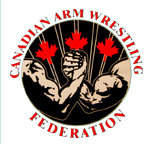 CANADIAN ARM WRESTLING
FEDERATION